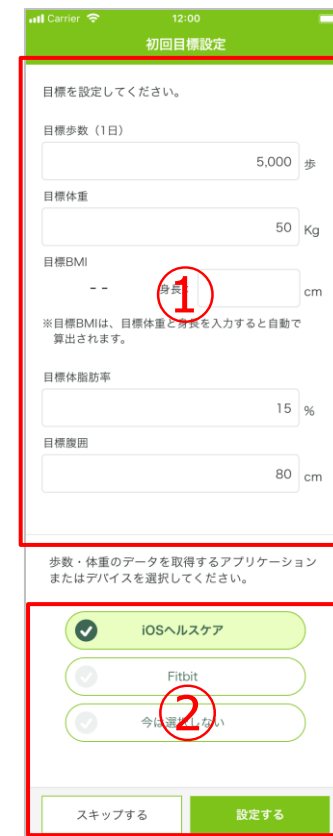 Carrier 12:00
初回目標設定
目標を設定してください。
目標歩数（1日）
5,000 歩
目標体重
50 Kg
目標BMI
-- 身長 cm
①
※目標BMIは、目標体重と身長を入力すると自動で
算出されます。
目標体脂肪率
15 %
目標腹囲
80 cm
歩数・体重のデータを取得するアプリケーション
またはデバイスを選択してください。
iOSヘルスケア
Fitbit
②
今は選択しない
スキップする 設定する